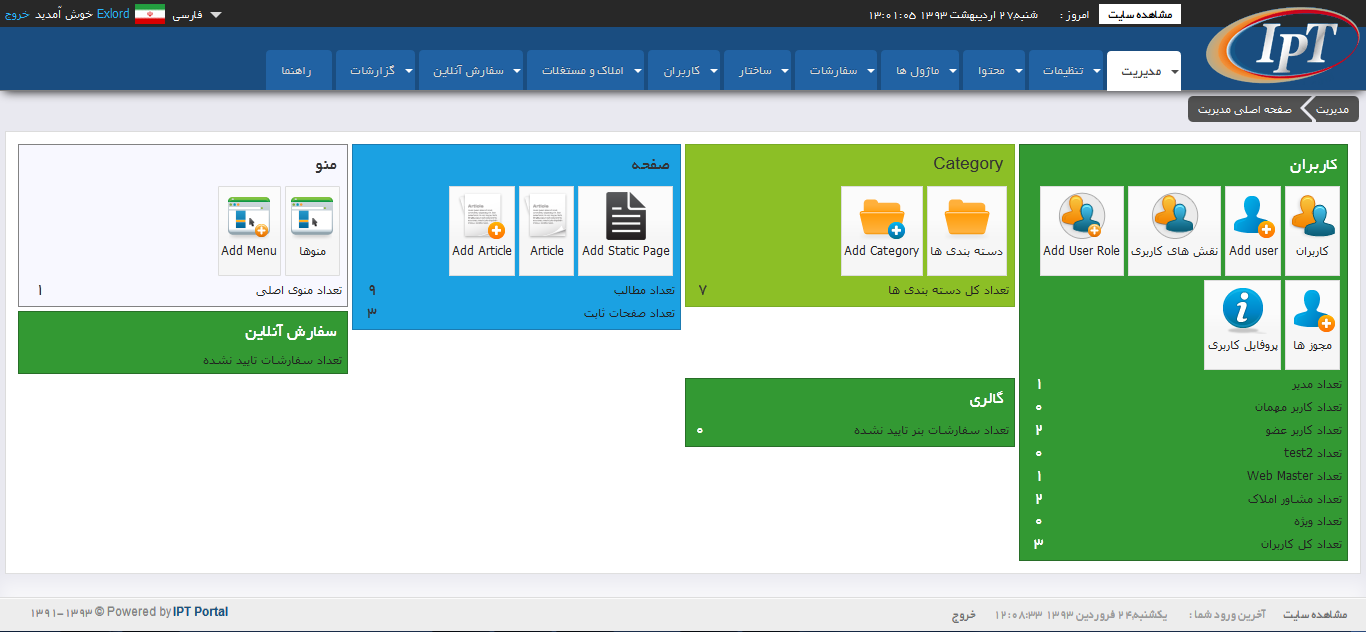 مشاهده سایت امروز : شنبه,۲۷ اردیبهشت ۱۳۹۳ ۱۳:۰۱:۰۵ فارسی Exlord خوش آمدید خروج
IPT
مدیریت تنظیمات محتوا ماژول ها سفارشات ساختار کاربران املاک و مستغلات سفارش آنلاین گزارشات راهنما
مدیریت صفحه اصلی مدیریت
کاربران
کاربران Add user نقش های کاربری Add User Role
مجوز ها پروفایل کاربری
تعداد مدیر ۱
تعداد کاربر مهمان ۰
تعداد کاربر عضو ۲
تعداد test2 ۰
تعداد Web Master ۱
تعداد مشاور املاک ۲
تعداد ویژه ۰
تعداد کل کاربران ۳
Category
دسته بندی ها Add Category
تعداد کل دسته بندی ها ۷
گالری
تعداد سفارشات بنر تایید نشده ۰
صفحه
Add Static Page Article Add Article
تعداد مطالب ۹
تعداد صفحات ثابت ۳
منو
منوها Add Menu
تعداد منوی اصلی ۱
سفارش آنلاین
تعداد سفارشات تایید نشده
مشاهده سایت آخرین ورود شما : یکشنبه,۲۴ فروردین ۱۳۹۳ ۱۲:۰۸:۳۳ خروج
۱۳۹۱-۱۳۹۳ © Powered by IPT Portal